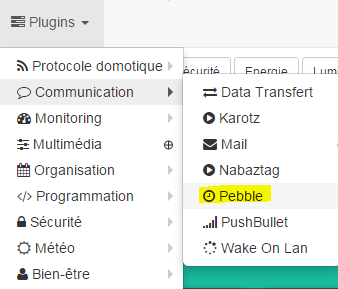 Plugins
Protocole domotique
Communication
Monitoring
Multimédia
Organisation
Programmation
Sécurité
Météo
Bien-être
Energie
Data Transfert
Karotz
Mail
Nabaztag
Pebble
PushBullet
Wake On Lan